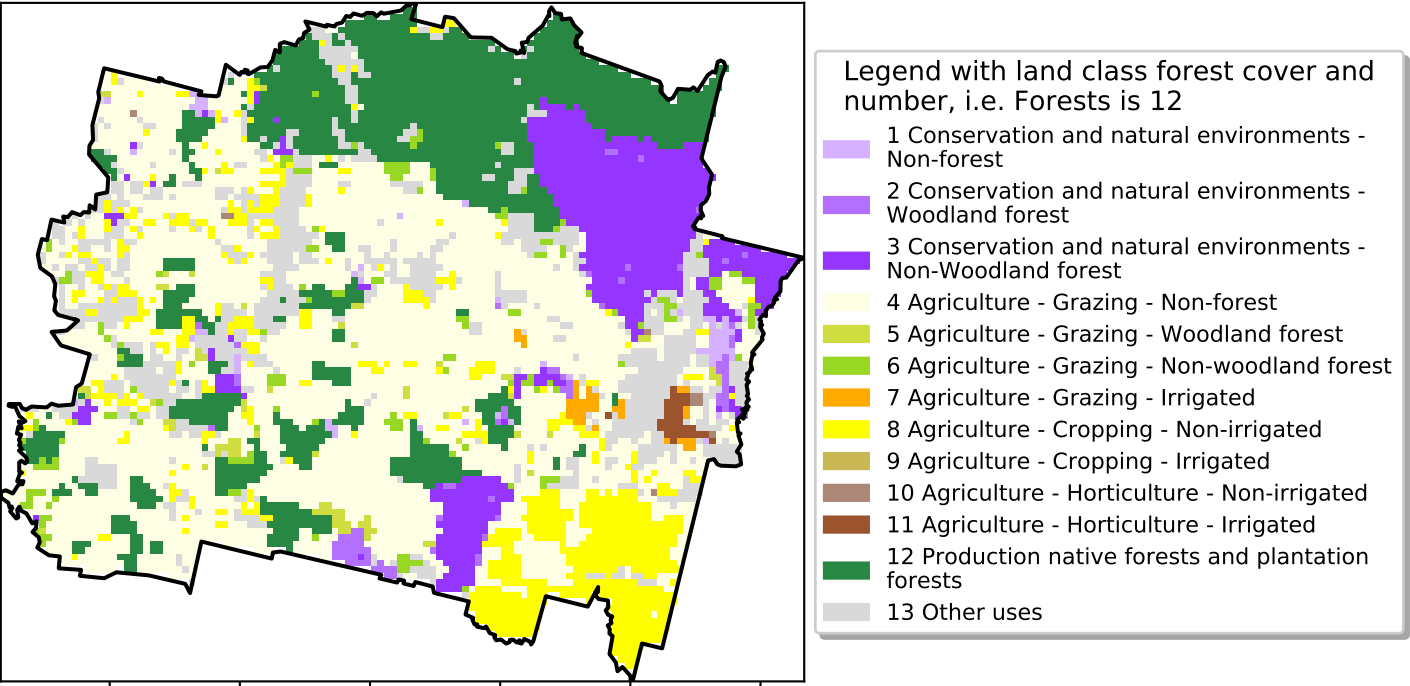 Legend with land class forest cover and
number, i.e. Forests is 12
1 Conservation and natural environments -
Non-forest
2 Conservation and natural environments -
Woodland forest
3 Conservation and natural environments -
Non-Woodland forest
4 Agriculture - Grazing - Non-forest
5 Agriculture - Grazing - Woodland forest
6 Agriculture - Grazing - Non-woodland forest
7 Agriculture - Grazing - Irrigated
8 Agriculture - Cropping - Non-irrigated
9 Agriculture - Cropping - Irrigated
10 Agriculture - Horticulture - Non-irrigated
11 Agriculture - Horticulture - Irrigated
12 Production native forests and plantation
forests
13 Other uses